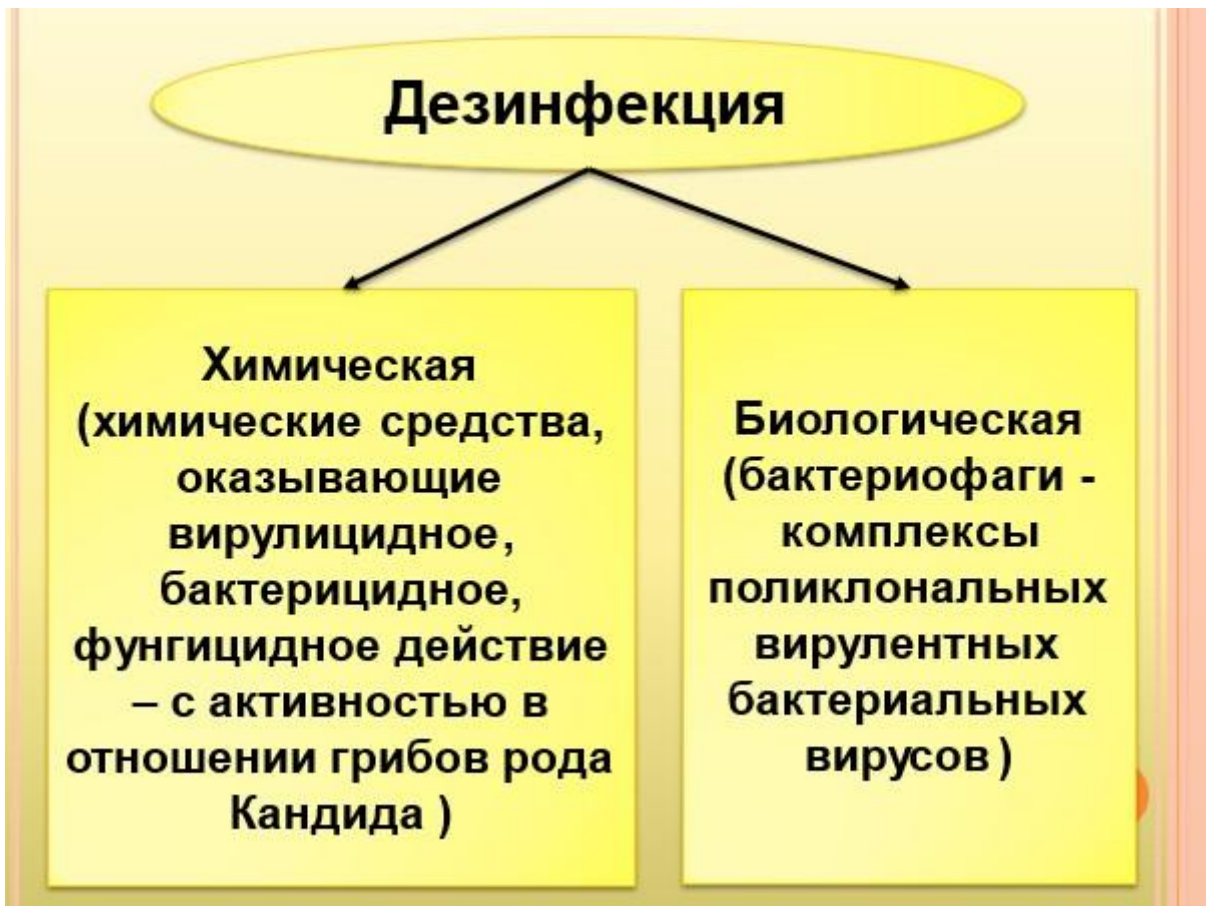 Дезинфекция
Химическая
(химические средства,
оказывающие
вирулицидное,
бактерицидное,
фунгицидное действие
– с активностью в
отношении грибов рода
Кандида )
Биологическая
(бактериофаги -
комплексы
поликлональных
вирулентных
бактериальных
вирусов )